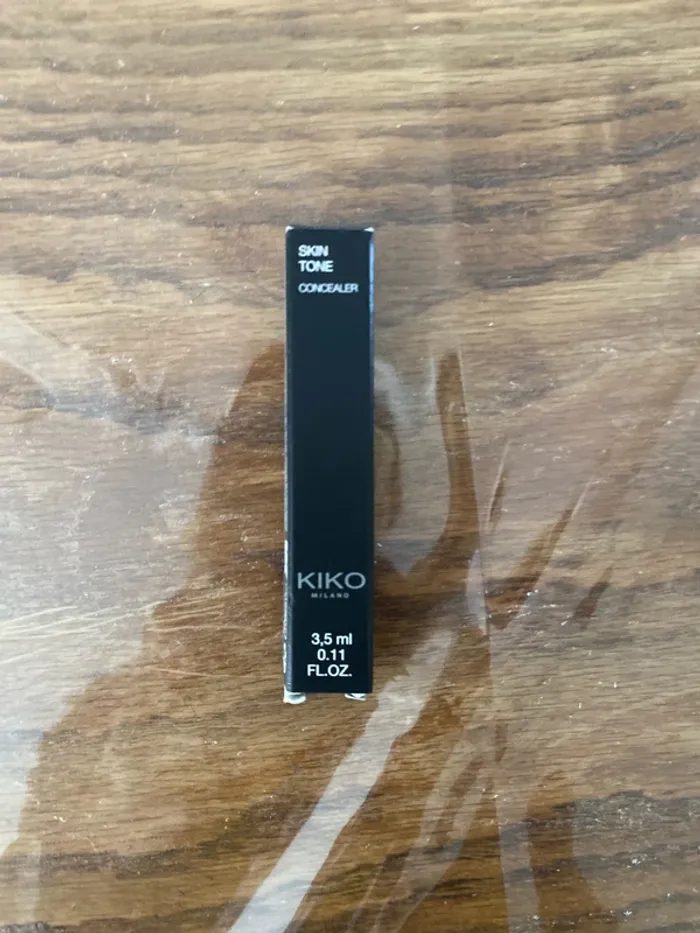 SKIN
TONE
CONCEALER
KIKO
MILANO
3,5 ml
0.11
FL.OZ.